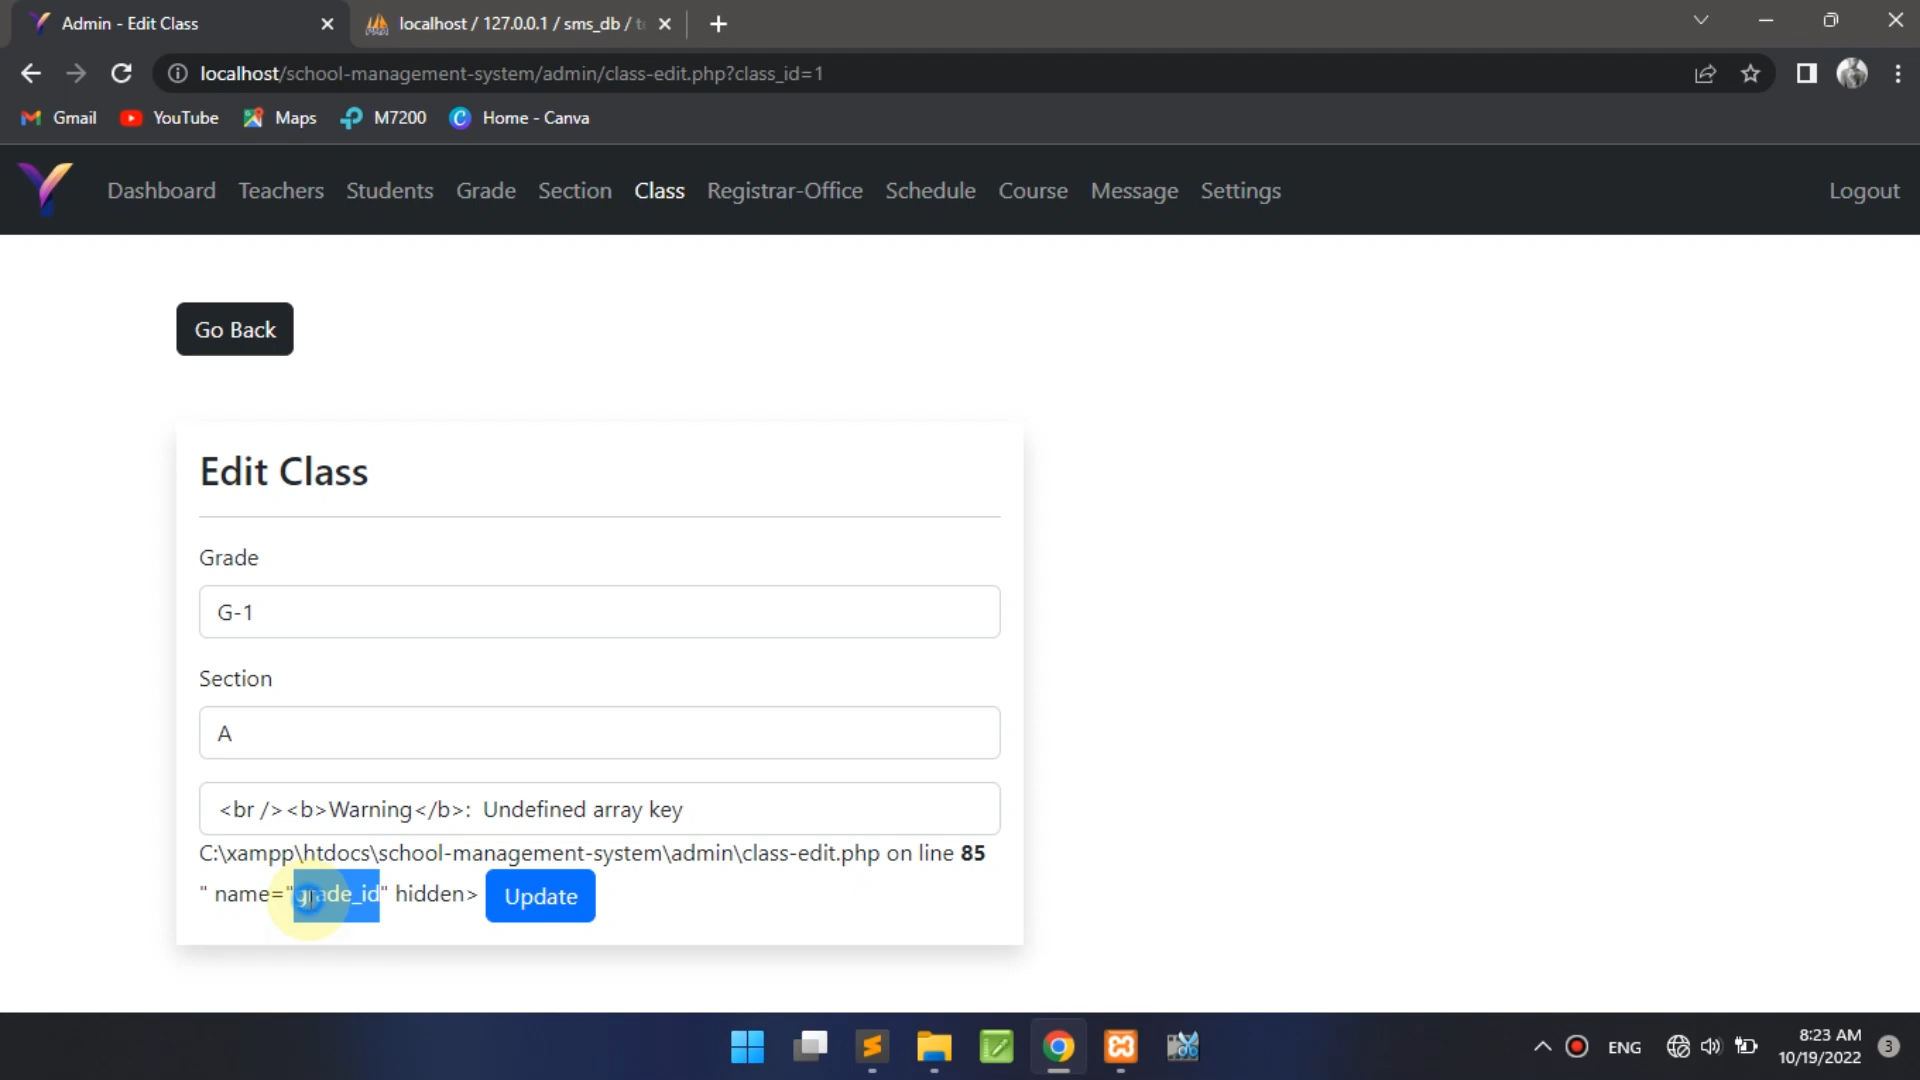 Admin - Edit Class
localhost / 127.0.0.1 / sms_db /
localhost/school-management-system/admin/class-edit.php?class_id=1
Gmail YouTube Maps M7200 Home - Canva
Dashboard Teachers Students Grade Section Class Registrar-Office Schedule Course Message Settings Logout
Go Back
Edit Class
Grade
G-1
Section
A
<br /><b>Warning</b>:  Undefined array key
C:\xampp\htdocs\school-management-system\admin\class-edit.php on line 85
" name="grade_id" hidden> Update
ENG
8:23 AM
10/19/2022
3